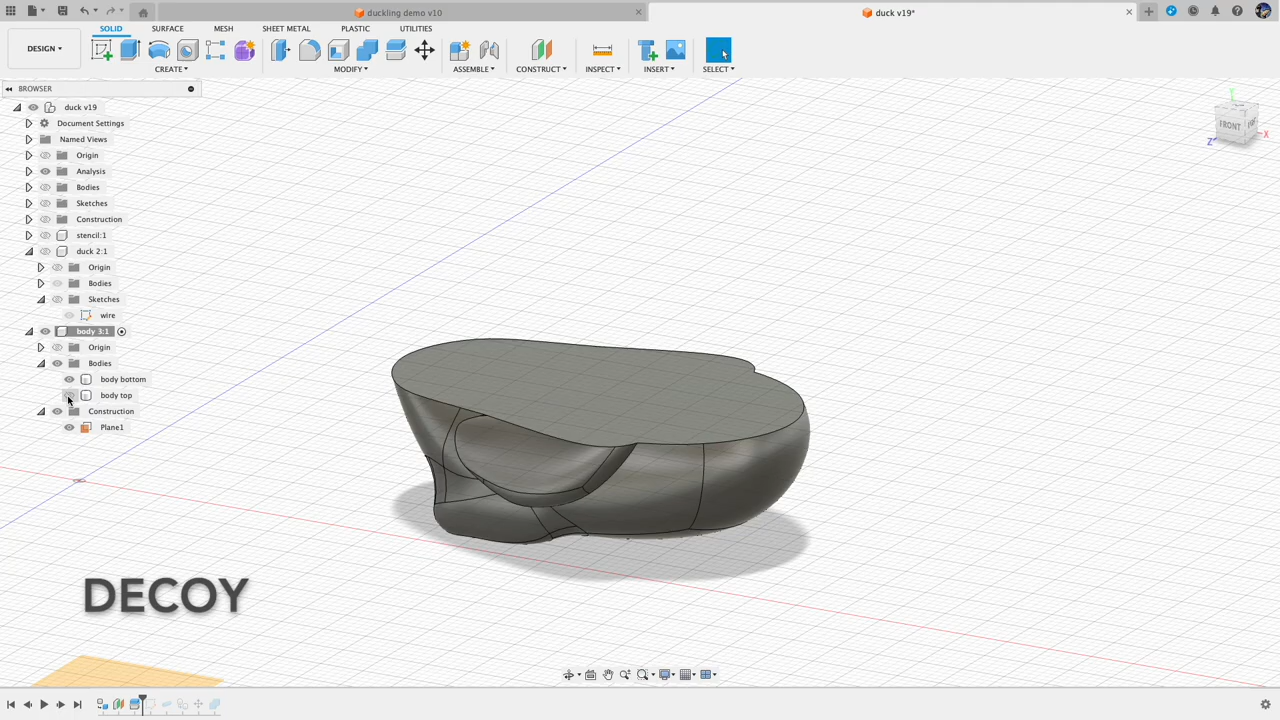 duckling demo v10
duck v19*
DESIGN
SOLID
SURFACE
MESH
SHEET METAL
PLASTIC
UTILITIES
CREATE
MODIFY
ASSEMBLE
CONSTRUCT
INSPECT
INSERT
SELECT
BROWSER
duck v19
Document Settings
Named Views
Origin
Analysis
Bodies
Sketches
Construction
stencil:1
duck 2:1
Origin
Bodies
Sketches
wire
body 3:1
Origin
Bodies
body bottom
body top
Construction
Plane1
Y
FRONT
X
Z
DECOY